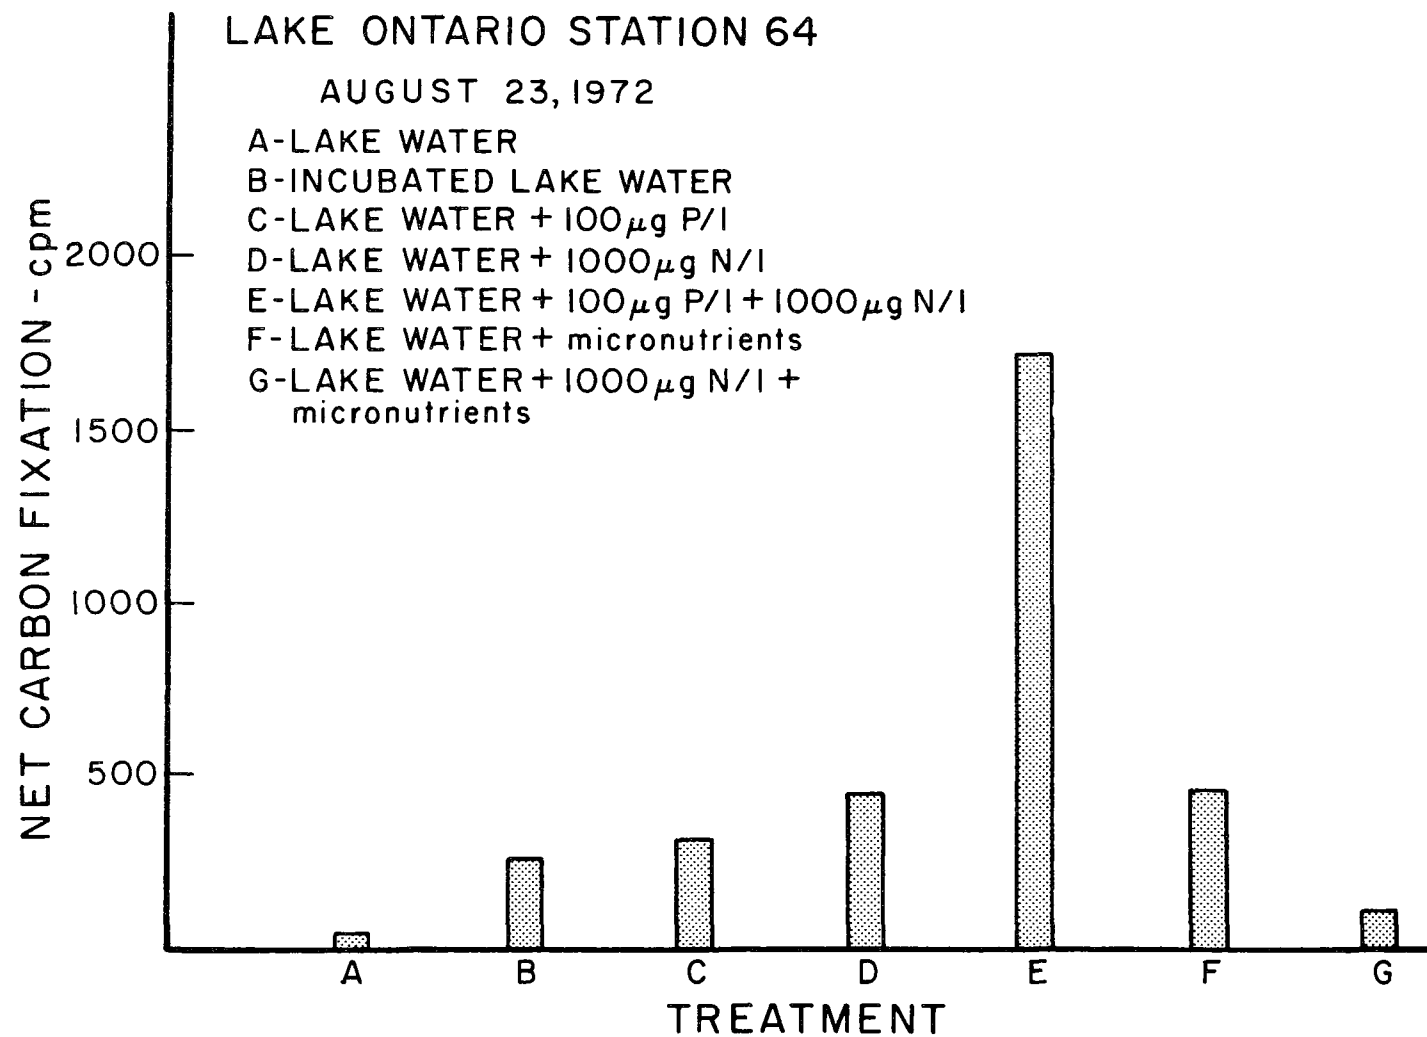 LAKE ONTARIO STATION 64
AUGUST 23, 1972
A-LAKE WATER
B-INCUBATED LAKE WATER
C-LAKE WATER + 100μg P/l
D-LAKE WATER + 1000μg N/l
E-LAKE WATER + 100μg P/l + 1000μg N/l
F-LAKE WATER + micronutrients
G-LAKE WATER + 1000μg N/l +
micronutrients
NET CARBON FIXATION - cpm
2000
1500
1000
500
A B C D E F G
TREATMENT